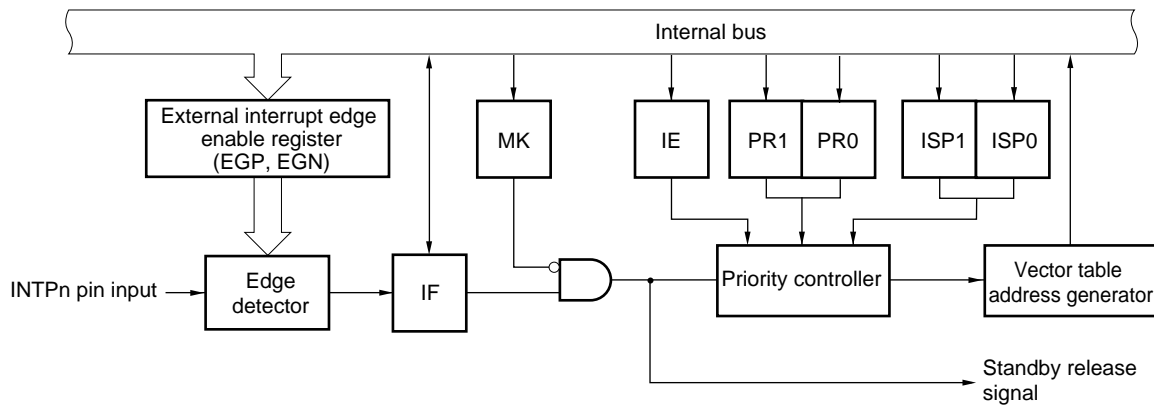 Internal bus
External interrupt edge
enable register
(EGP, EGN)
MK
IE
PR1
PR0
ISP1
ISP0
INTPn pin input
Edge
detector
IF
Priority controller
Vector table
address generator
Standby release
signal